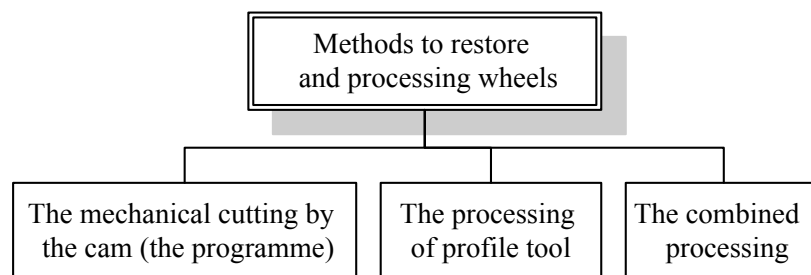 Methods to restore
and processing wheels
The mechanical cutting by
the cam (the programme)
The processing
of profile tool
The combined
processing